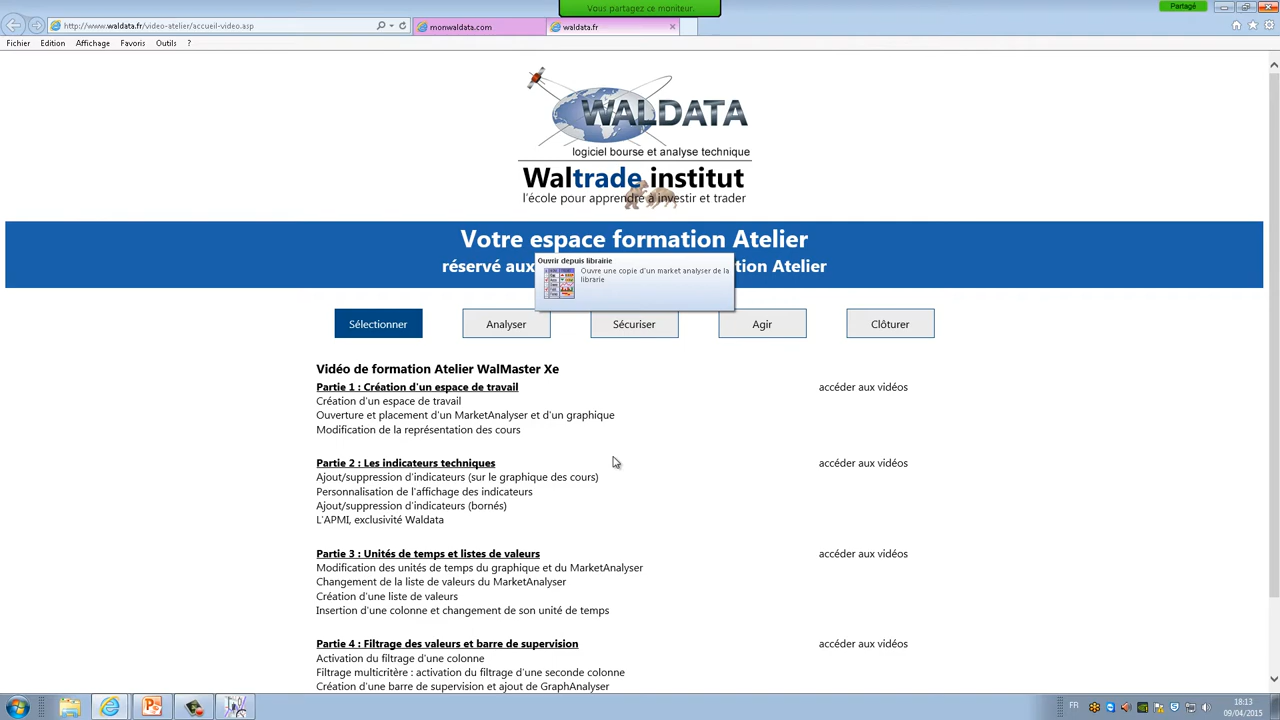 Vous partagez ce moniteur.
Partagé
http://www.waldata.fr/video-atelier/accueil-video.asp
monwaldata.com
waldata.fr
Fichier Edition Affichage Favoris Outils ?
WALDATA
logiciel bourse et analyse technique
Waltrade institut
l'école pour apprendre à investir et trader
Votre espace formation Atelier
réservé aux
tion Atelier
Ouvrir depuis librairie
Ouvre une copie d'un market analyser de la
librarie
Sélectionner
Analyser
Sécuriser
Agir
Clôturer
Vidéo de formation Atelier WalMaster Xe
Partie 1 : Création d'un espace de travail accéder aux vidéos
Création d'un espace de travail
Ouverture et placement d'un MarketAnalyser et d'un graphique
Modification de la représentation des cours
Partie 2 : Les indicateurs techniques accéder aux vidéos
Ajout/suppression d'indicateurs (sur le graphique des cours)
Personnalisation de l'affichage des indicateurs
Ajout/suppression d'indicateurs (bornés)
L'APMI, exclusivité Waldata
Partie 3 : Unités de temps et listes de valeurs accéder aux vidéos
Modification des unités de temps du graphique et du MarketAnalyser
Changement de la liste de valeurs du MarketAnalyser
Création d'une liste de valeurs
Insertion d'une colonne et changement de son unité de temps
Partie 4 : Filtrage des valeurs et barre de supervision accéder aux vidéos
Activation du filtrage d'une colonne
Filtrage multicritère : activation du filtrage d'une seconde colonne
Création d'une barre de supervision et ajout de GraphAnalyser
FR
18:13
09/04/2015